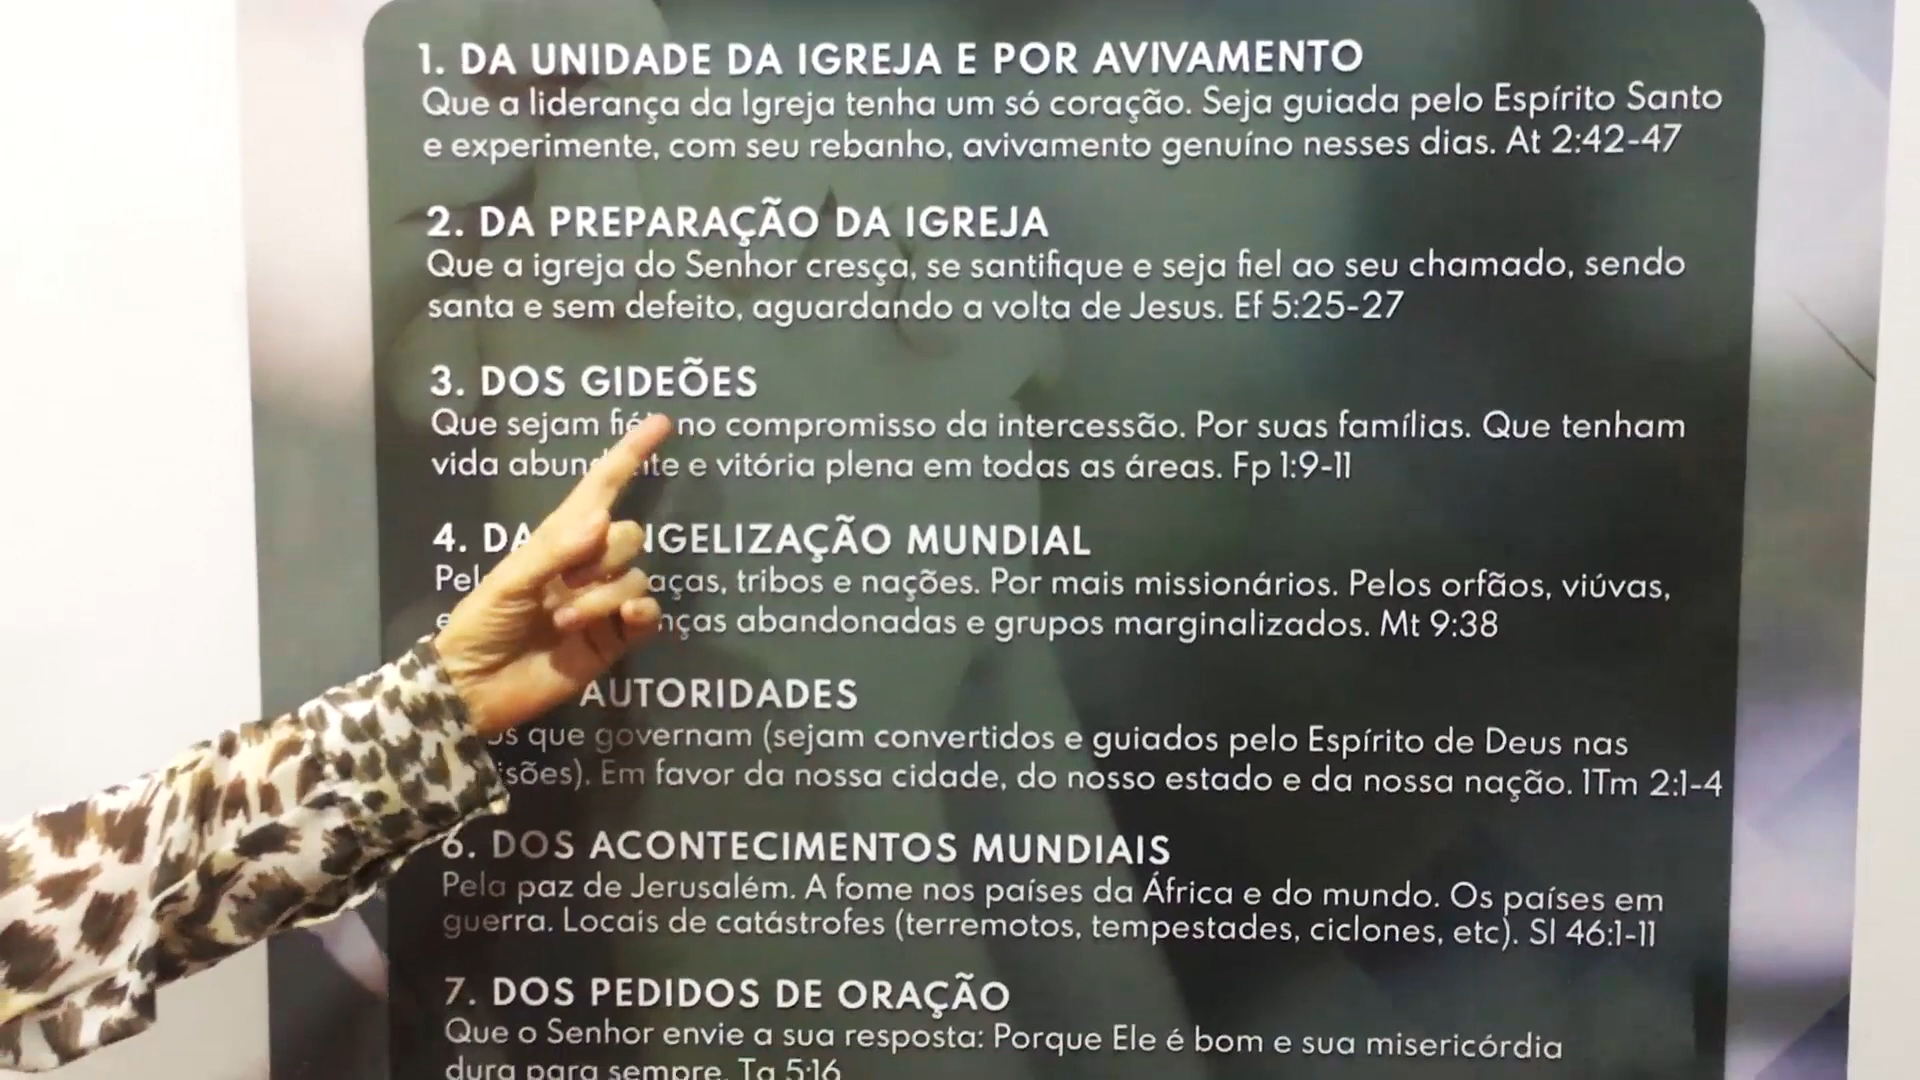 1. DA UNIDADE DA IGREJA E POR AVIVAMENTO
Que a liderança da Igreja tenha um só coração. Seja guiada pelo Espírito Santo
e experimente, com seu rebanho, avivamento genuíno nesses dias. At 2:42-47
2. DA PREPARAÇÃO DA IGREJA
Que a igreja do Senhor cresça, se santifique e seja fiel ao seu chamado, sendo
santa e sem defeito, aguardando a volta de Jesus. Ef 5:25-27
3. DOS GIDEÕES
Que sejam no compromisso da intercessão. Por suas famílias. Que tenham
vida e vitória plena em todas as áreas. Fp 1:9-11
4. MUNDIAL
tribos e nações. Por mais missionários. Pelos orfãos, viúvas,
abandonadas e grupos marginalizados. Mt 9:38
AUTORIDADES
que governam (sejam convertidos e guiados pelo Espírito de Deus nas
Em favor da nossa cidade, do nosso estado e da nossa nação. 1Tm 2:1-4
6. DOS ACONTECIMENTOS MUNDIAIS
Pela paz de Jerusalém. A fome nos países da África e do mundo. Os países em
guerra. Locais de catástrofes (terremotos, tempestades, ciclones, etc). Sl 46:1-11
7. DOS PEDIDOS DE ORAÇÃO
Que o Senhor envie a sua resposta: Porque Ele é bom e sua misericórdia
dura para sempre. Tg 5:16